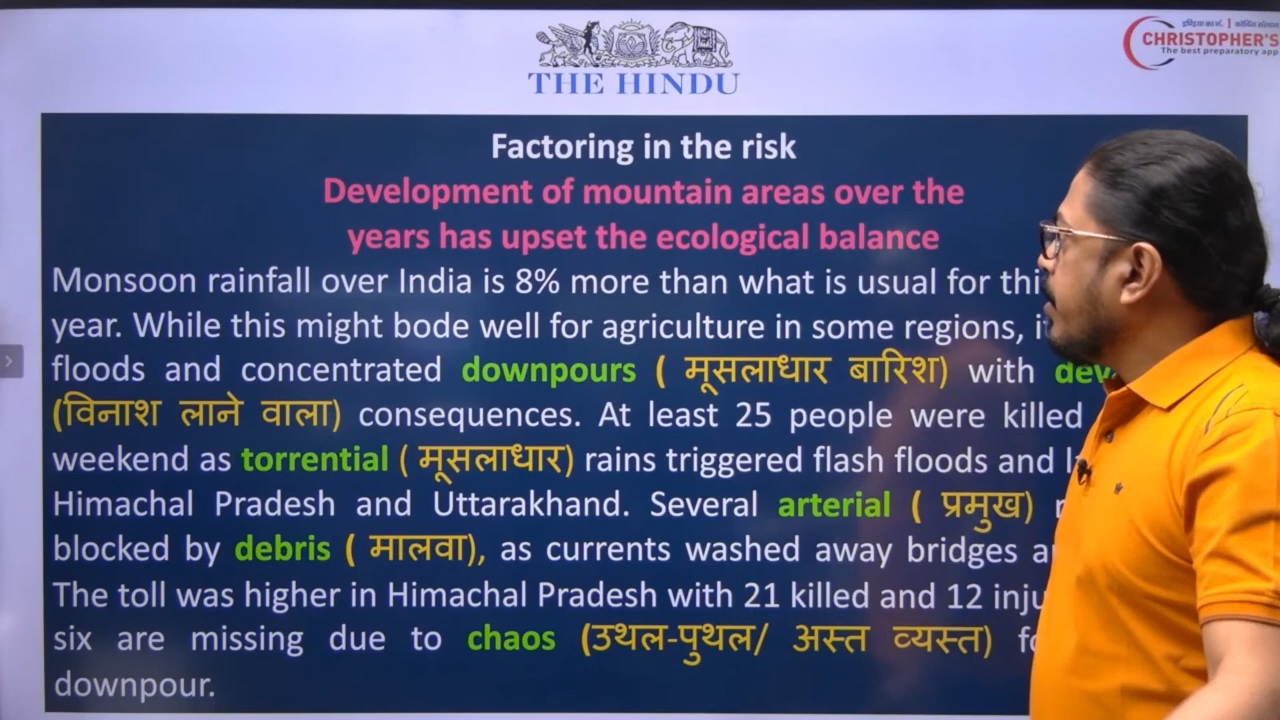 THE HINDU
इण्डिया का नं. 1 कोचिंग संस्थान
CHRISTOPHER'S
The best preparatory app
Factoring in the risk
Development of mountain areas over the
years has upset the ecological balance
Monsoon rainfall over India is 8% more than what is usual for
year. While this might bode well for agriculture in some regions,
floods and concentrated downpours ( मूसलाधार बारिश) with
(विनाश लाने वाला) consequences. At least 25 people were killed
weekend as torrential ( मूसलाधार) rains triggered flash floods and
Himachal Pradesh and Uttarakhand. Several arterial ( प्रमुख)
blocked by debris ( मालवा), as currents washed away bridges
The toll was higher in Himachal Pradesh with 21 killed and 12
six are missing due to chaos (उथल-पुथल/ अस्त व्यस्त)
downpour.